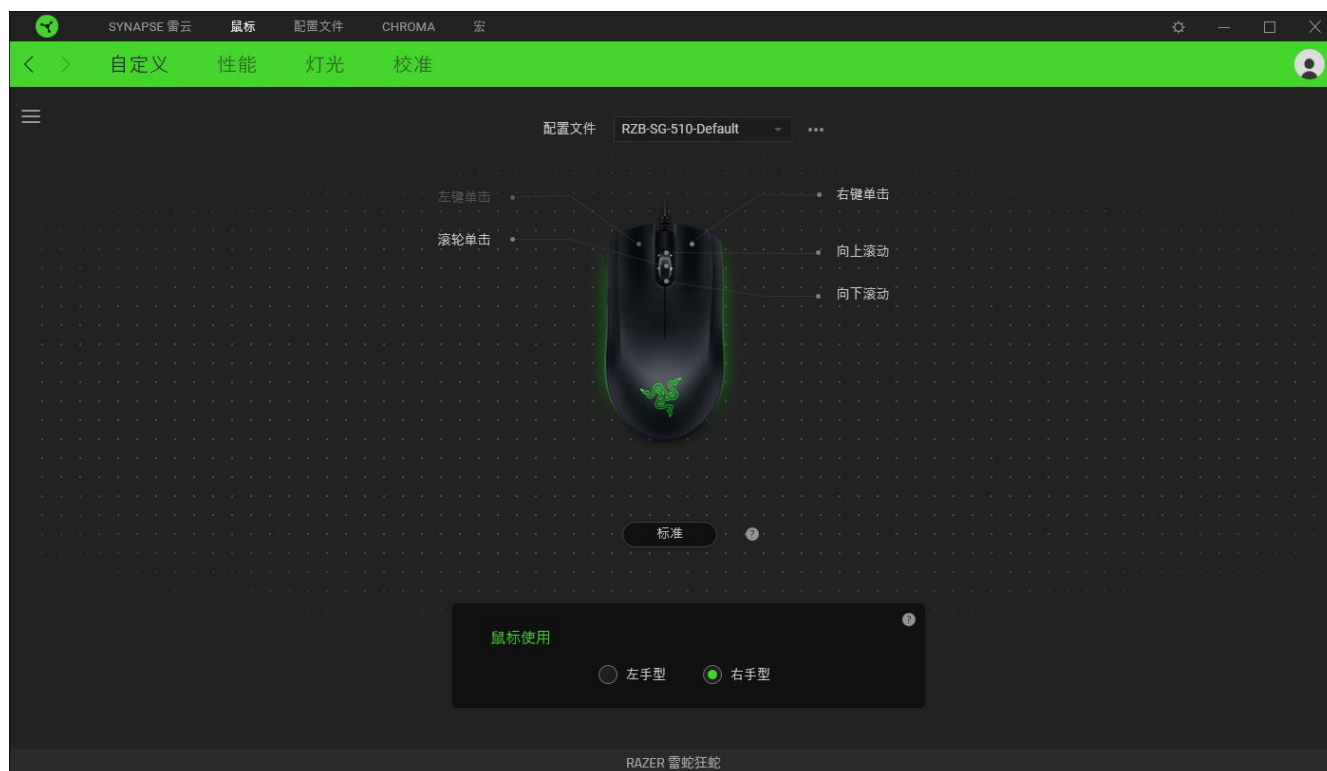 SYNAPSE 雷云 鼠标 配置文件 CHROMA 宏
自定义 性能 灯光 校准
配置文件 RZB-SG-510-Default
左键单击 右键单击
滚轮单击 向上滚动
向下滚动
标准 ?
?
鼠标使用
左手型 右手型
RAZER 雷蛇狂蛇